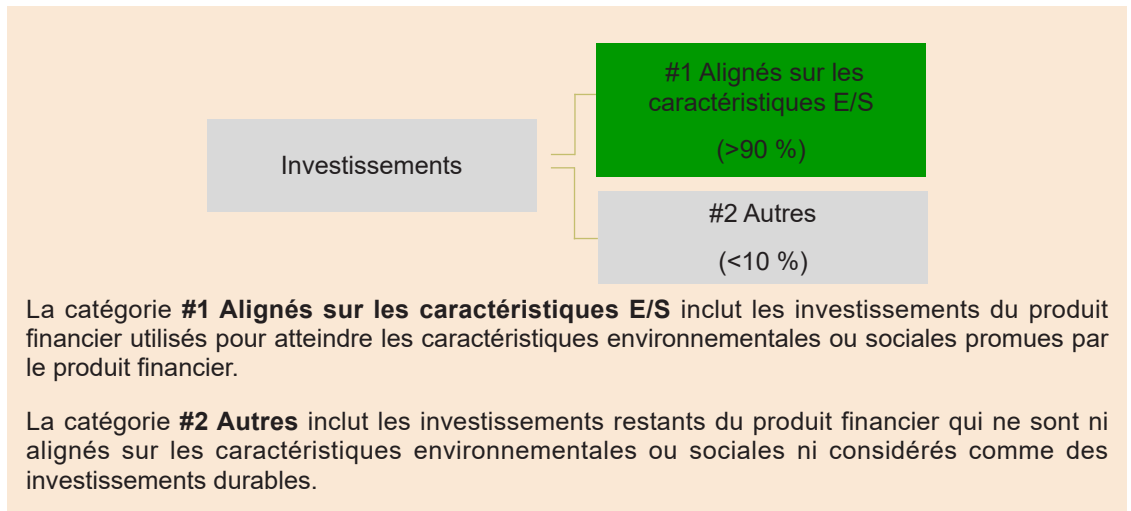 #1 Alignés sur les
caractéristiques E/S
(>90 %)
Investissements
#2 Autres
(<10 %)
La catégorie #1 Alignés sur les caractéristiques E/S inclut les investissements du produit
financier utilisés pour atteindre les caractéristiques environnementales ou sociales promues par
le produit financier.
La catégorie #2 Autres inclut les investissements restants du produit financier qui ne sont ni
alignés sur les caractéristiques environnementales ou sociales ni considérés comme des
investissements durables.